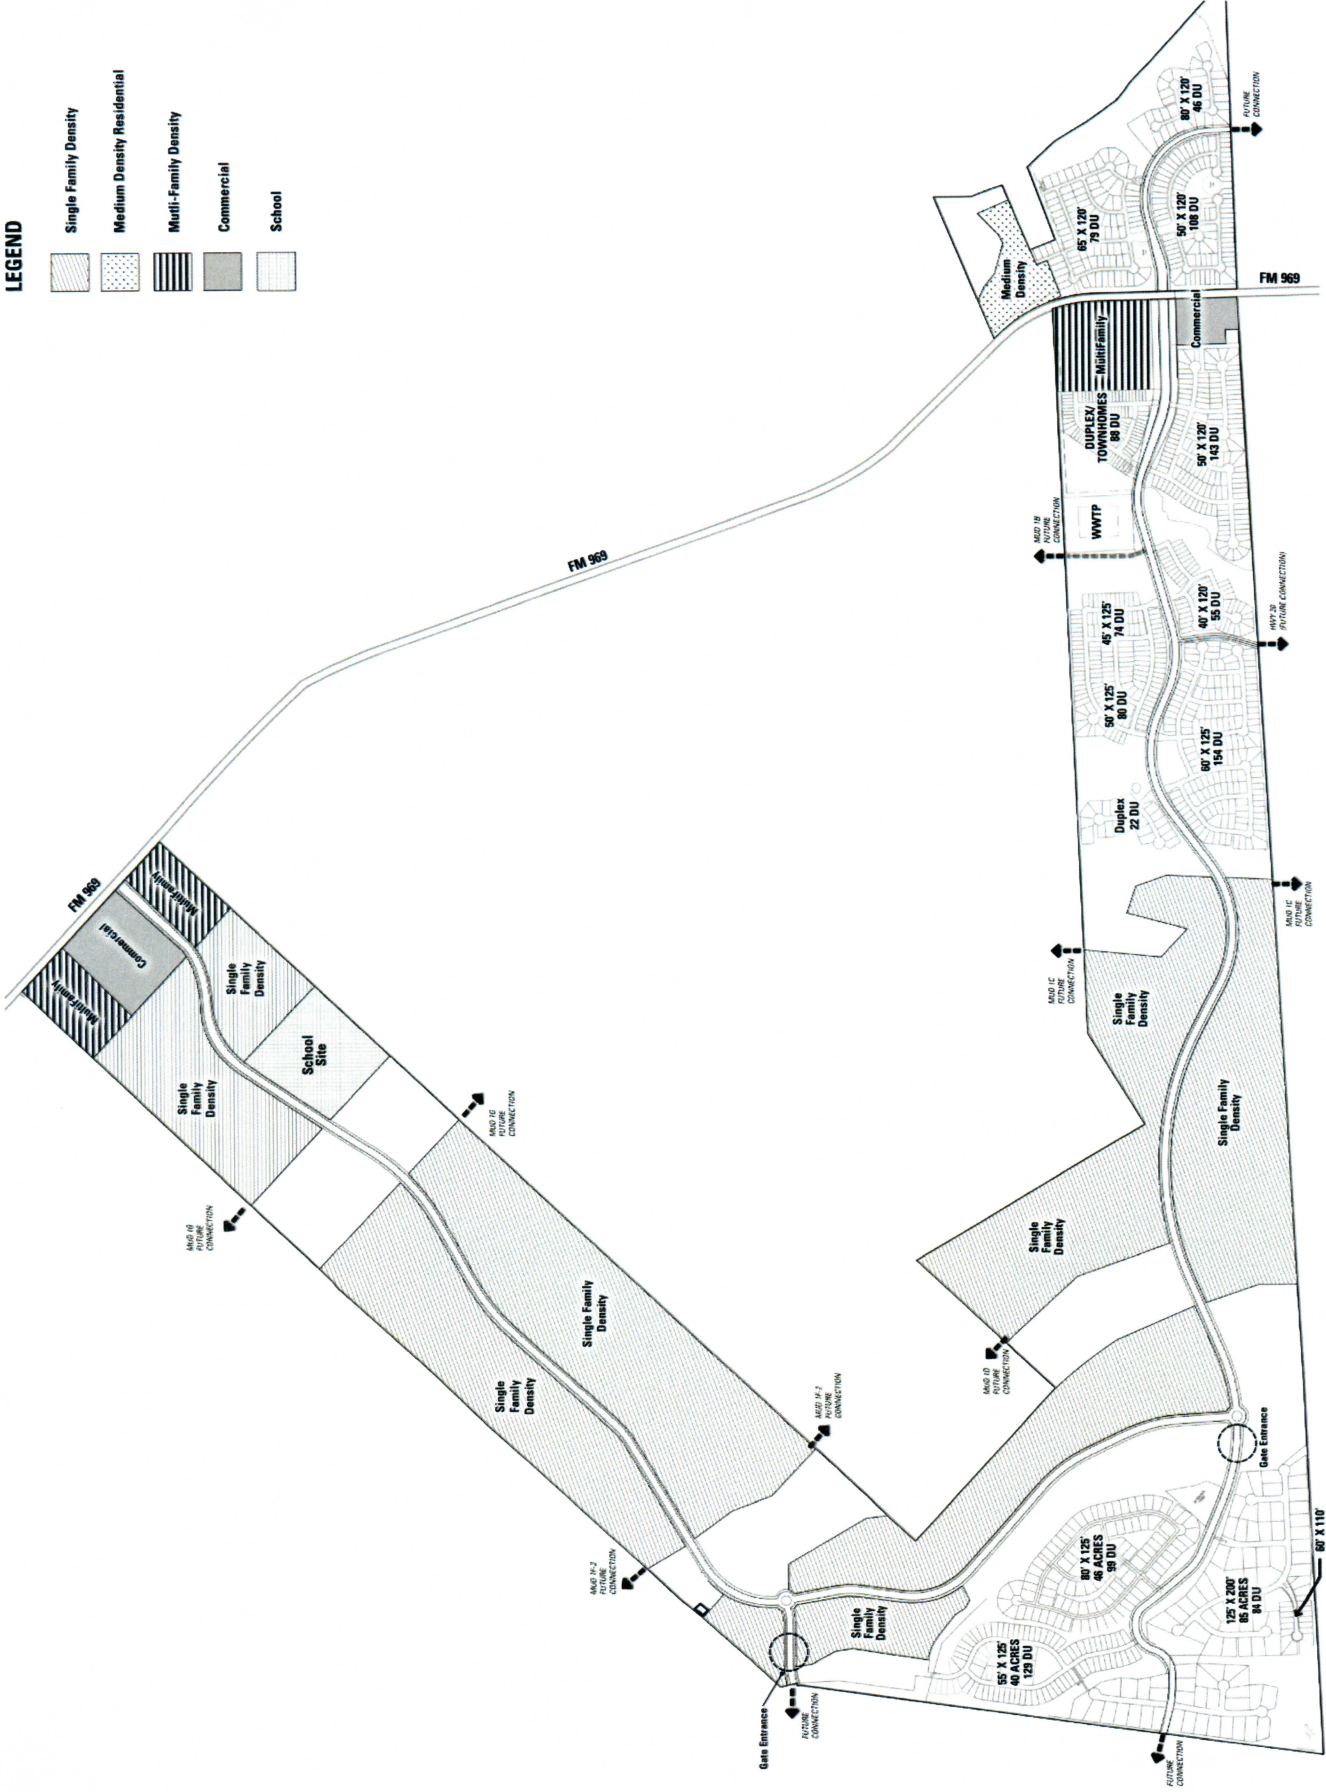 LEGEND
Single Family Density
Medium Density Residential
Mutli-Family Density
Commercial
School
80' X 120'
46 DU
FUTURE
CONNECTION
65' X 120'
79 DU
50' X 120'
108 DU
Medium
Density
FM 969
MultiFamily
Commercial
DUPLEX/
TOWNHOMES
88 DU
50' X 120'
143 DU
WWTP
MUD 1B
FUTURE
CONNECTION
FM 969
45' X 125'
74 DU
40' X 120'
55 DU
HWY 20
(FUTURE CONNECTION)
50' X 125'
80 DU
60' X 125'
154 DU
Duplex
22 DU
FM 969
MultiFamily
Commercial
MultiFamily
Single
Family
Density
School
Site
Single
Family
Density
MUD 1C
FUTURE
CONNECTION
MUD 1C
FUTURE
CONNECTION
Single
Family
Density
Single Family
Density
MUD 1G
FUTURE
CONNECTION
MUD 1G
FUTURE
CONNECTION
Single
Family
Density
Single Family
Density
Single
Family
Density
MUD 1D
FUTURE
CONNECTION
MUD 1F-2
FUTURE
CONNECTION
MUD 1F-2
FUTURE
CONNECTION
Gate Entrance
80' X 125'
46 ACRES
99 DU
60' X 110'
125' X 200'
85 ACRES
84 DU
Single
Family
Density
55' X 125'
40 ACRES
129 DU
Gate Entrance
FUTURE
CONNECTION
FUTURE
CONNECTION